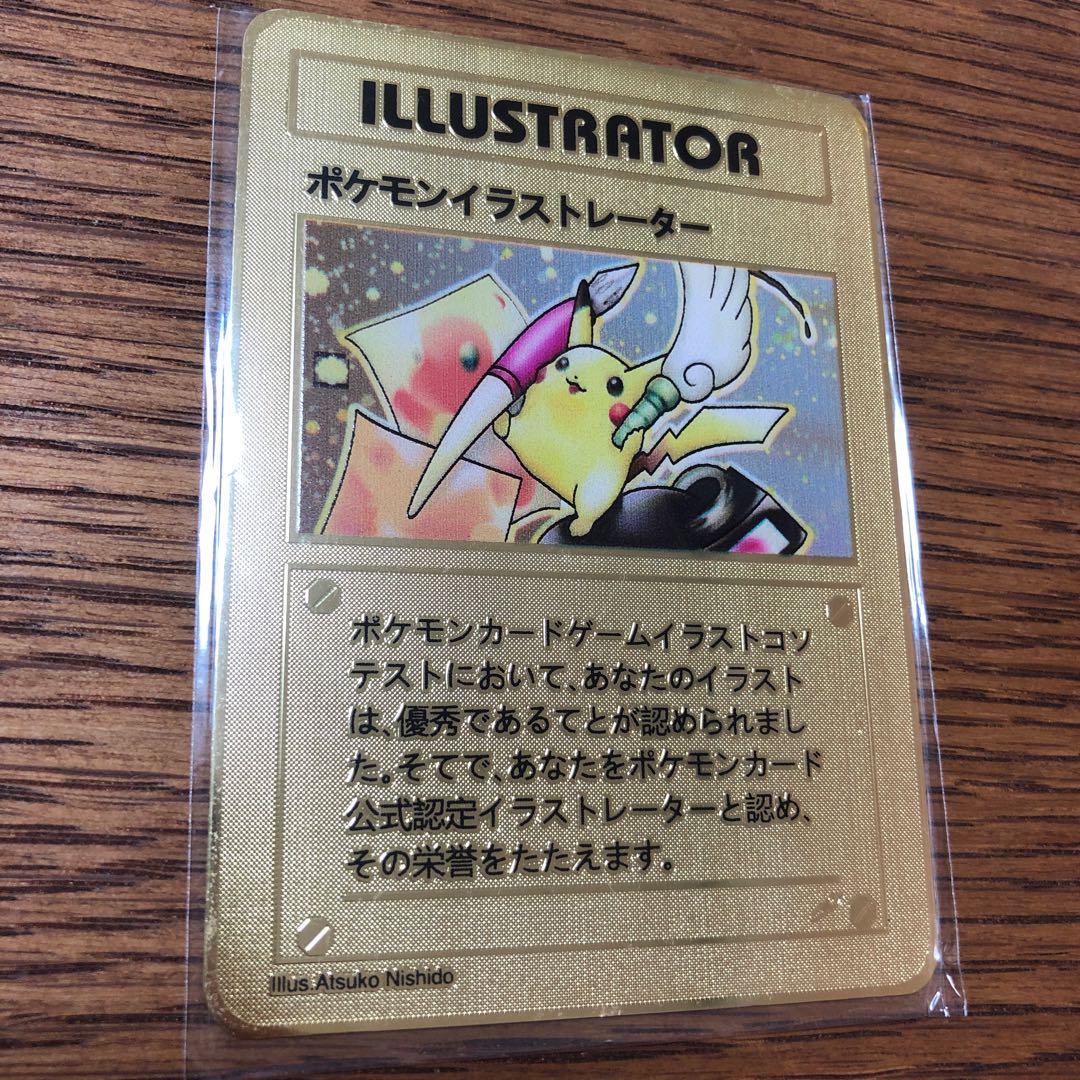 ILLUSTRATOR
ポケモンイラストレーター
ポケモンカードゲームイラストコソ
テストにおいて、あなたのイラスト
は、優秀であるてとが認められまし
た。そてで、あなたをポケモンカード
公式認定イラストレーターと認め、
その栄誉をたたえます。
Illus.Atsuko Nishido